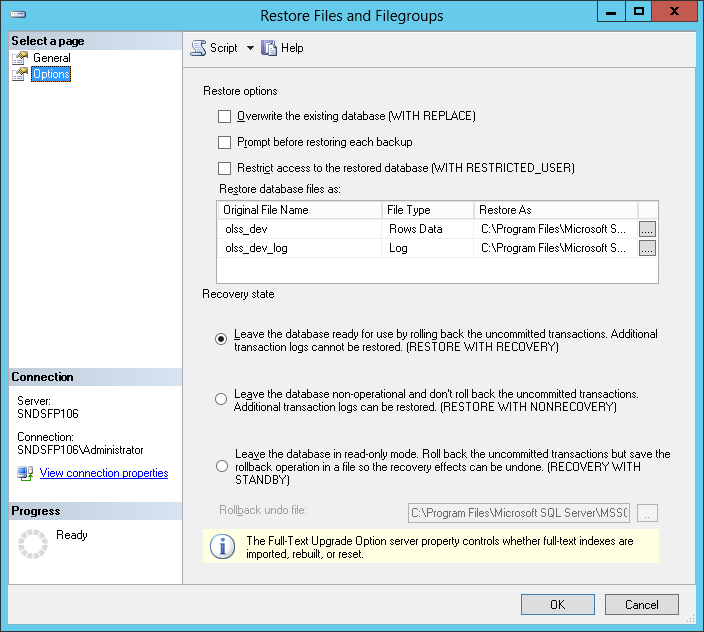 Restore Files and Filegroups
Select a page
General
Options
Script
Help
Restore options
Overwrite the existing database (WITH REPLACE)
Prompt before restoring each backup
Restrict access to the restored database (WITH RESTRICTED_USER)
Restore database files as:
Original File Name File Type Restore As
olss_dev Rows Data C:\Program Files\Microsoft S... ....
olss_dev_log Log C:\Program Files\Microsoft S... ....
Recovery state
Leave the database ready for use by rolling back the uncommitted transactions. Additional
transaction logs cannot be restored. (RESTORE WITH RECOVERY)
Leave the database non-operational and don't roll back the uncommitted transactions.
Additional transaction logs can be restored. (RESTORE WITH NONRECOVERY)
Leave the database in read-only mode. Roll back the uncommitted transactions but save the
rollback operation in a file so the recovery effects can be undone. (RECOVERY WITH
STANDBY)
Rollback undo file: C:\Program Files\Microsoft SQL Server\MSS( ...
The Full-Text Upgrade Option server property controls whether full-text indexes are
imported, rebuilt, or reset.
Connection
Server:
SNDSFP106
Connection:
SNDSFP106\Administrator
View connection properties
Progress
Ready
OK
Cancel